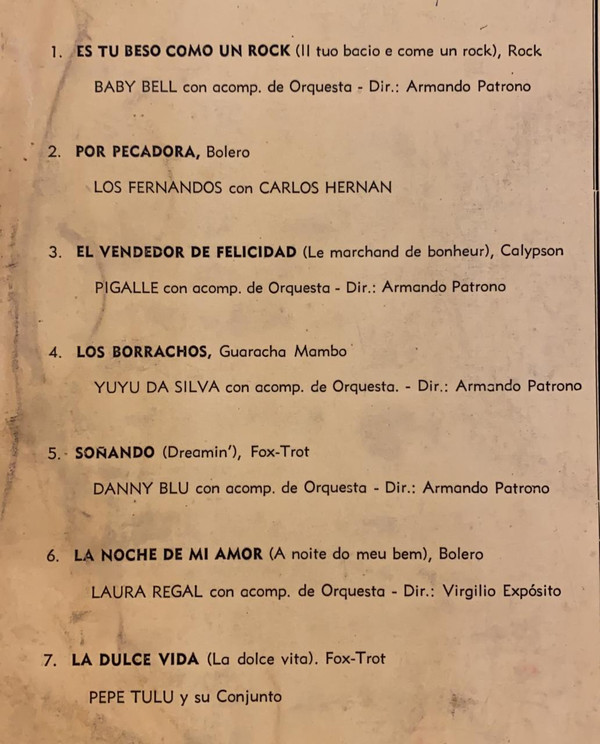 1. ES TU BESO COMO UN ROCK (Il tuo bacio e come un rock), Rock
BABY BELL con acomp. de Orquesta - Dir.: Armando Patrono
2. POR PECADORA, Bolero
LOS FERNANDOS con CARLOS HERNAN
3. EL VENDEDOR DE FELICIDAD (Le marchand de bonheur), Calypson
PIGALLE con acomp. de Orquesta - Dir.: Armando Patrono
4. LOS BORRACHOS, Guaracha Mambo
YUYU DA SILVA con acomp. de Orquesta. - Dir.: Armando Patrono
5. SOÑANDO (Dreamin'), Fox-Trot
DANNY BLU con acomp. de Orquesta - Dir.: Armando Patrono
6. LA NOCHE DE MI AMOR (A noite do meu bem), Bolero
LAURA REGAL con acomp. de Orquesta - Dir.: Virgilio Expósito
7. LA DULCE VIDA (La dolce vita). Fox-Trot
PEPE TULU y su Conjunto